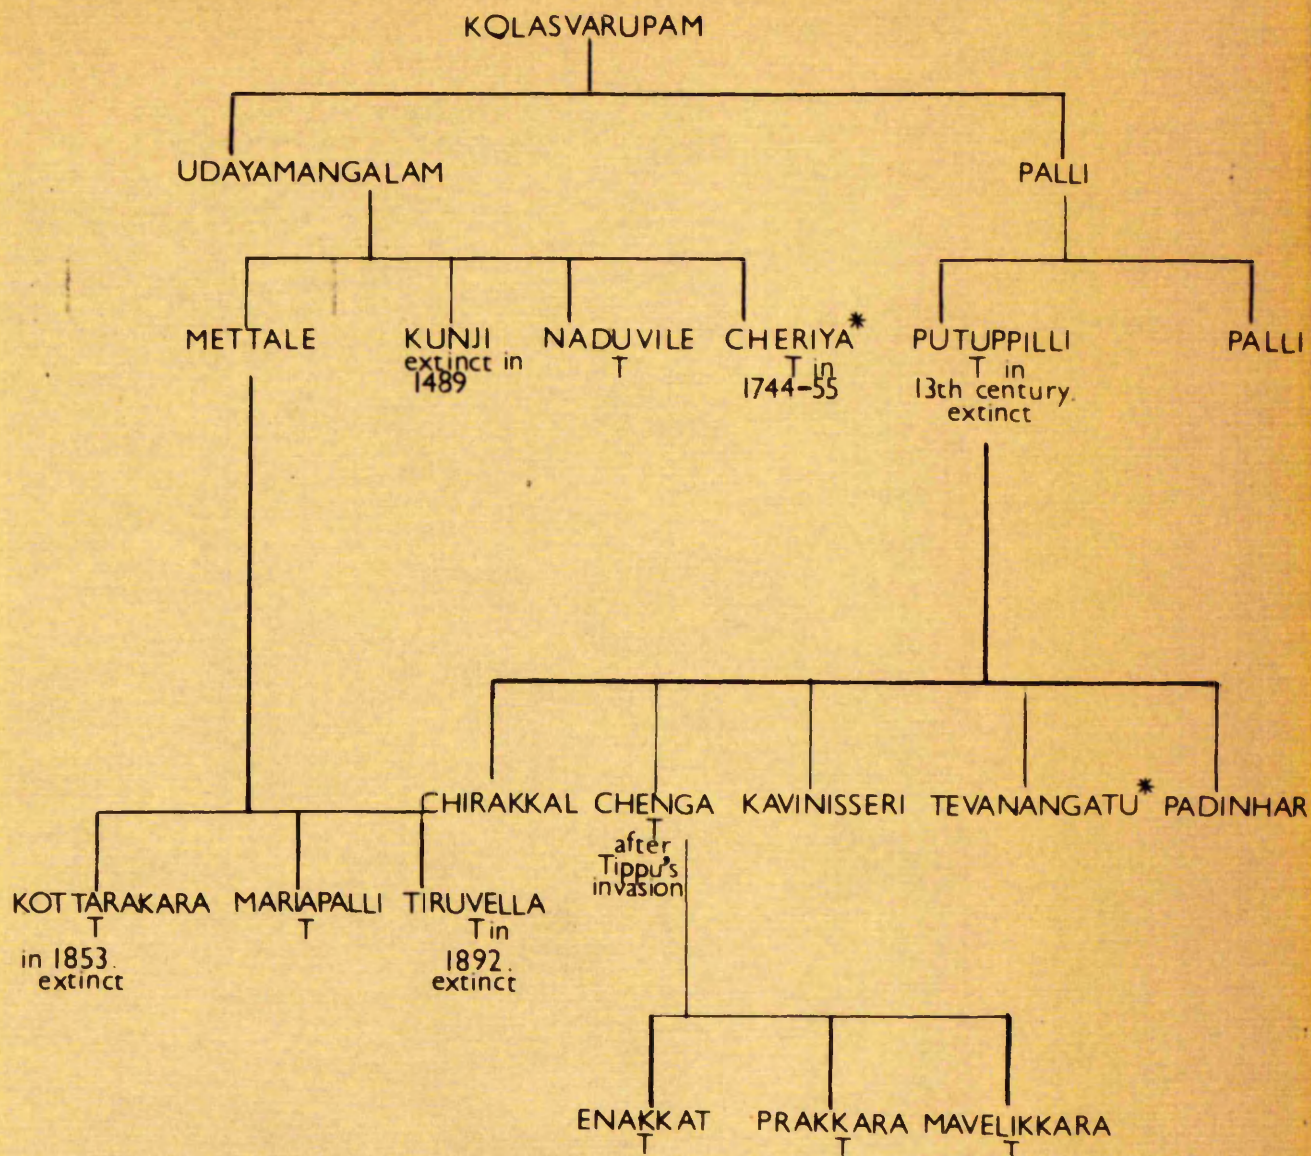 KOLASVARUPAM
UDAYAMANGALAM
PALLI
METTALE
KUNJI
extinct in
1489
NADUVILE
T
CHERIYA*
T in
1744-55
PUTUPPILLI
T in
13th century.
extinct
PALLI
CHIRAKKAL
CHENGA
T
after
Tippu's
invasion
KAVINISSERI
TEVANANGATU*
PADINHAR
KOTTARAKARA
T
in 1853.
extinct
MARIAPALLI
T
TIRUVELLA
T in
1892.
extinct
ENAKKAT
T
PRAKKARA
T
MAVELIKKARA
T